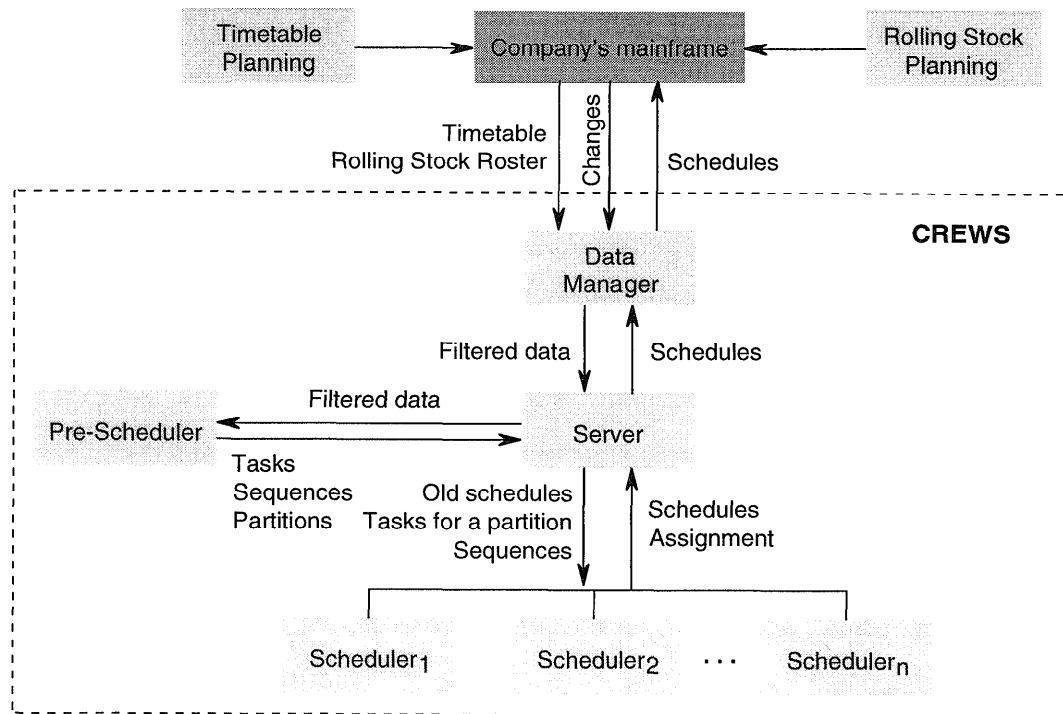 Timetable
Planning
Company's mainframe
Rolling Stock
Planning
Timetable
Rolling Stock Roster
Changes
Schedules
CREWS
Data
Manager
Filtered data
Schedules
Filtered data
Pre-Scheduler
Server
Tasks
Sequences
Partitions
Old schedules
Tasks for a partition
Sequences
Schedules
Assignment
Scheduler1
Scheduler2
...
Schedulern